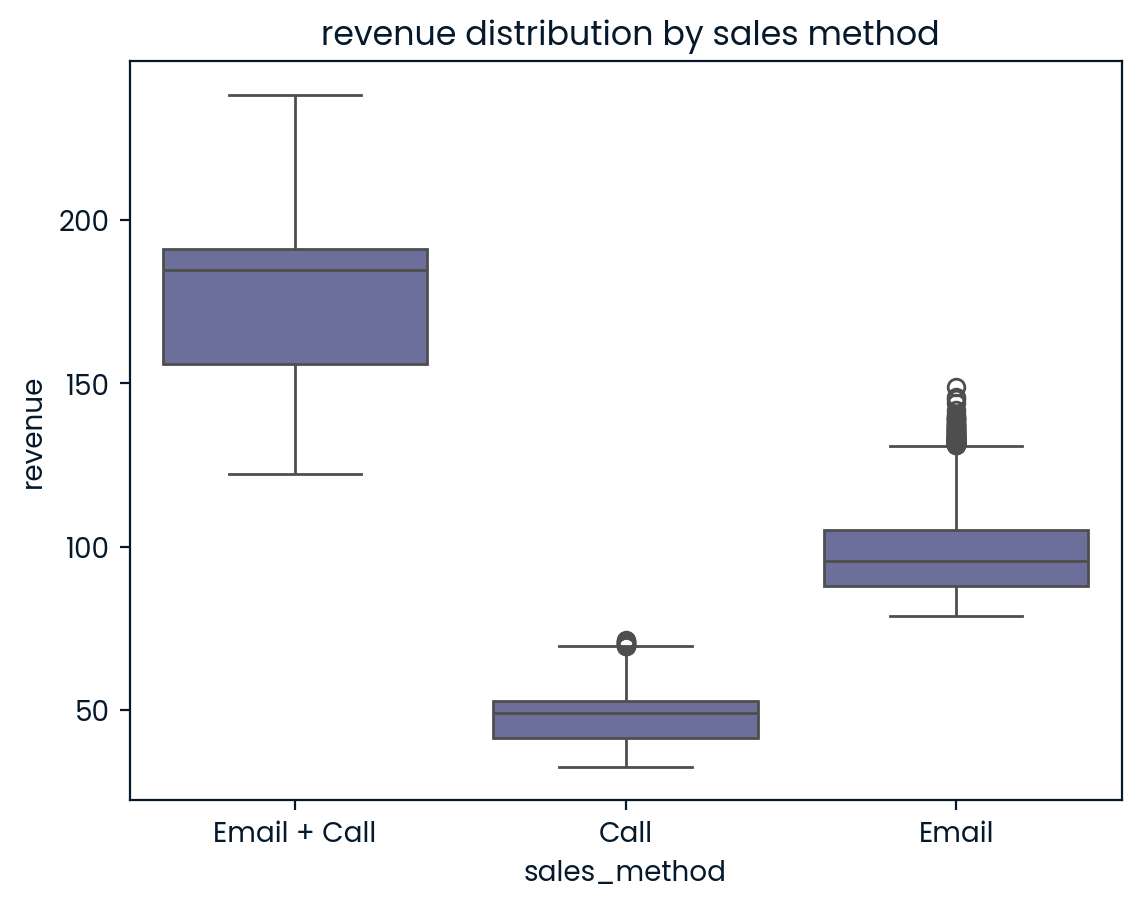 revenue distribution by sales method
revenue
200
150
100
50
Email + Call
Call
Email
sales_method